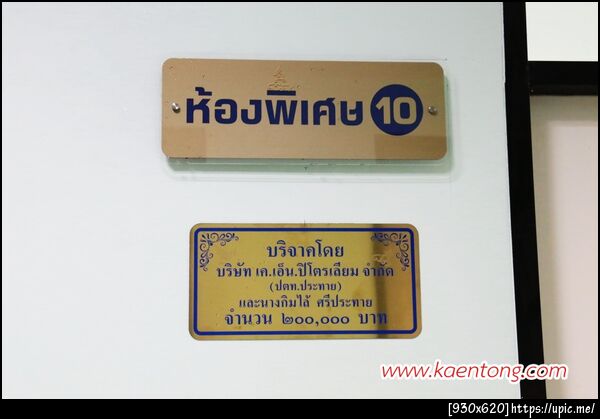 ห้องพิเศษ 10
บริจาคโดย
บริษัท เค.เอ็น.ปิโตรเลียม จำกัด
(ปตท.ประทาย)
และนางกิมไล้ ศรีประทาย
จำนวน ๒๐๐,๐๐๐ บาท
www.kaentong.com
[930x620]https://upic.me/